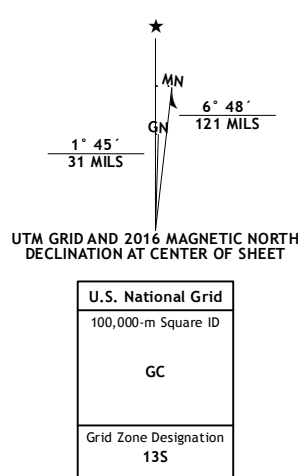 MN
GN
6° 48´
121 MILS
1° 45´
31 MILS
UTM GRID AND 2016 MAGNETIC NORTH
DECLINATION AT CENTER OF SHEET
U.S. National Grid
100,000-m Square ID
GC
Grid Zone Designation
13S